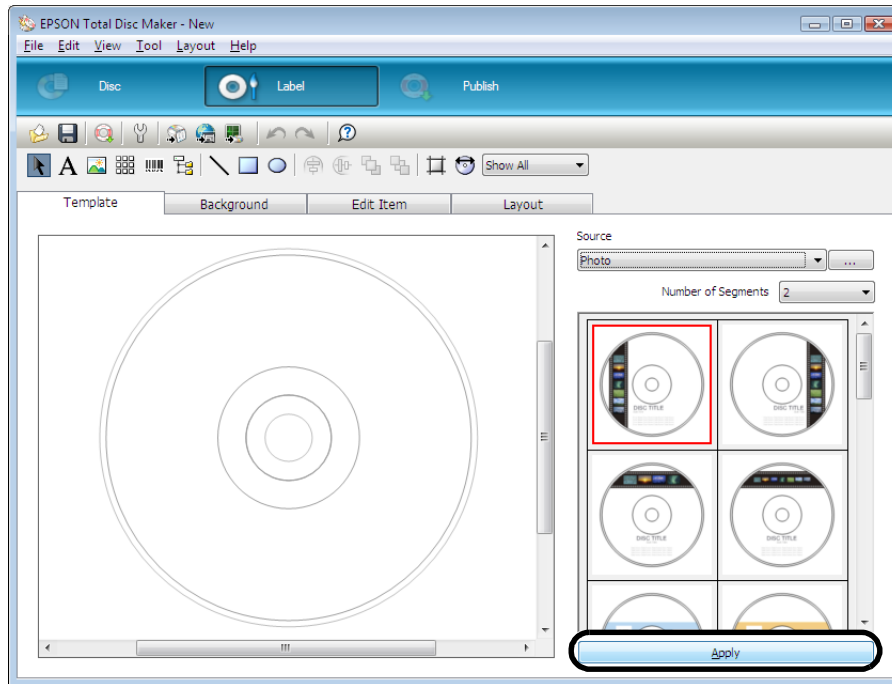 EPSON Total Disc Maker - New
File Edit View Tool Layout Help
Disc Label Publish
A Show All
Template Background Edit Item Layout
Source
Photo ...
Number of Segments 2
DISC TITLE DISC TITLE
DISC TITLE DISC TITLE
Apply